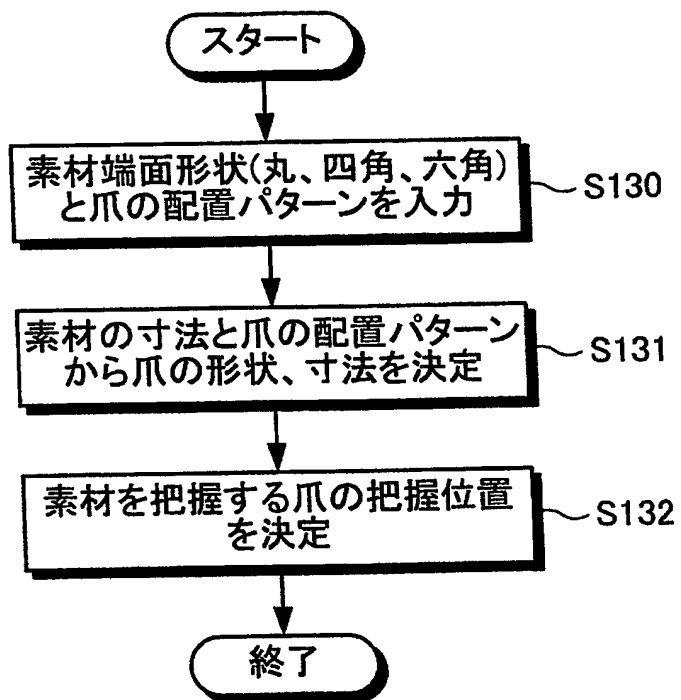 スタート
素材端面形状(丸、四角、六角)
と爪の配置パターンを入力
S130
素材の寸法と爪の配置パターン
から爪の形状、寸法を決定
S131
素材を把握する爪の把握位置
を決定
S132
終了